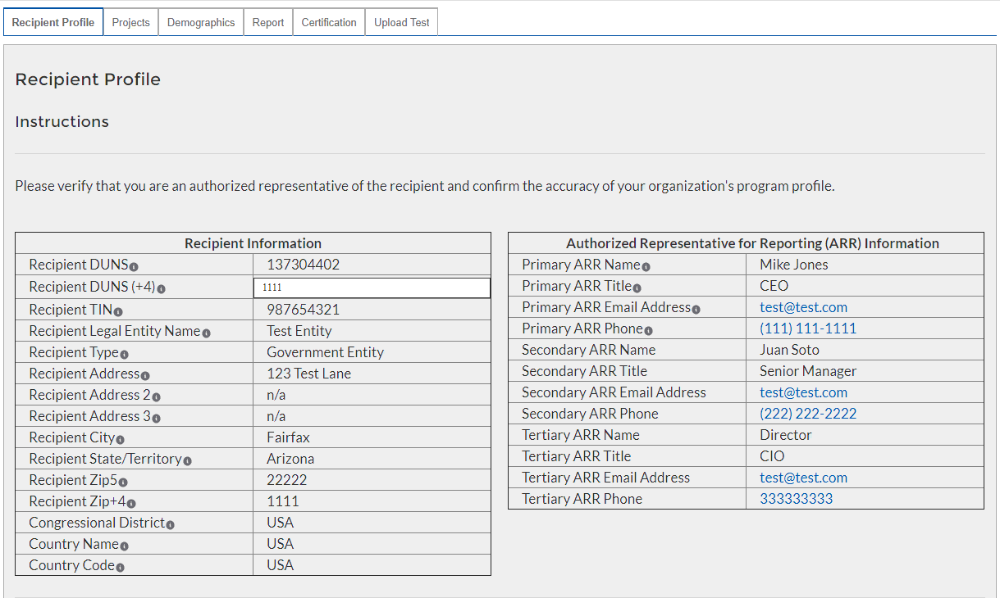 Recipient Profile Projects Demographics Report Certification Upload Test
Recipient Profile
Instructions
Please verify that you are an authorized representative of the recipient and confirm the accuracy of your organization's program profile.
Recipient Information
Recipient DUNS 137304402
Recipient DUNS (+4) 1111
Recipient TIN 987654321
Recipient Legal Entity Name Test Entity
Recipient Type Government Entity
Recipient Address 123 Test Lane
Recipient Address 2 n/a
Recipient Address 3 n/a
Recipient City Fairfax
Recipient State/Territory Arizona
Recipient Zip5 22222
Recipient Zip+4 1111
Congressional District USA
Country Name USA
Country Code USA
Authorized Representative for Reporting (ARR) Information
Primary ARR Name Mike Jones
Primary ARR Title CEO
Primary ARR Email Address test@test.com
Primary ARR Phone (111) 111-1111
Secondary ARR Name Juan Soto
Secondary ARR Title Senior Manager
Secondary ARR Email Address test@test.com
Secondary ARR Phone (222) 222-2222
Tertiary ARR Name Director
Tertiary ARR Title CIO
Tertiary ARR Email Address test@test.com
Tertiary ARR Phone 333333333